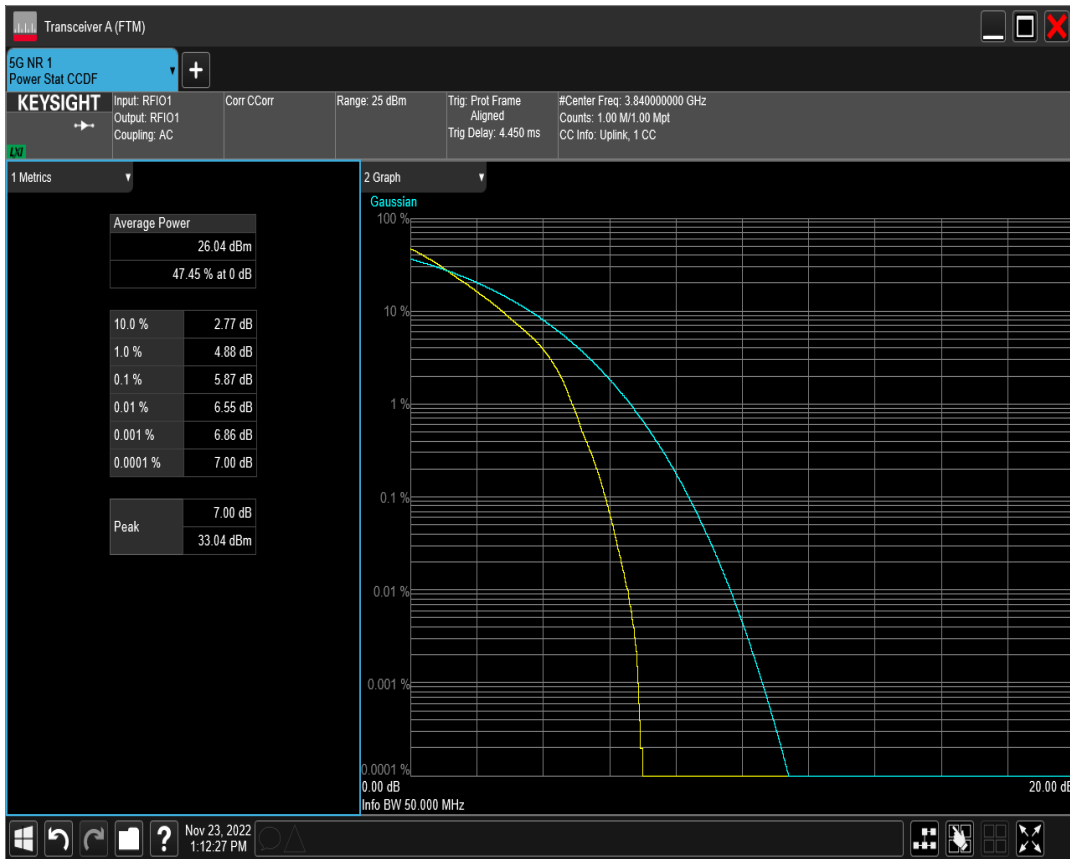 Transceiver A (FTM)
5G NR 1
Power Stat CCDF
+
KEYSIGHT
LXI
Input: RFIO1
Output: RFIO1
Coupling: AC
Corr CCorr
Range: 25 dBm
Trig: Prot Frame
Aligned
Trig Delay: 4.450 ms
#Center Freq: 3.840000000 GHz
Counts: 1.00 M/1.00 Mpt
CC Info: Uplink, 1 CC
1 Metrics
Average Power
26.04 dBm
47.45 % at 0 dB
10.0 % 2.77 dB
1.0 % 4.88 dB
0.1 % 5.87 dB
0.01 % 6.55 dB
0.001 % 6.86 dB
0.0001 % 7.00 dB
Peak
7.00 dB
33.04 dBm
2 Graph
Gaussian
100 %
10 %
1 %
0.1 %
0.01 %
0.001 %
0.0001 %
0.00 dB 20.00 dB
Info BW 50.000 MHz
?
Nov 23, 2022
1:12:27 PM